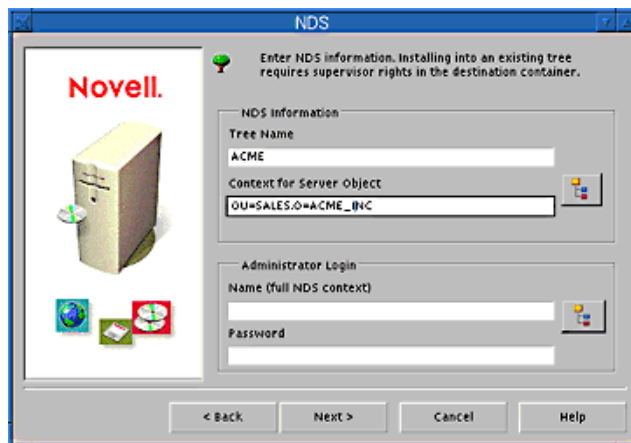 NDS
Novell.
Enter NDS information. Installing into an existing tree
requires supervisor rights in the destination container.
NDS Information
Tree Name
ACME
Context for Server Object
OU=SALES.O=ACME_INC
Administrator Login
Name (full NDS context)
Password
< Back
Next >
Cancel
Help